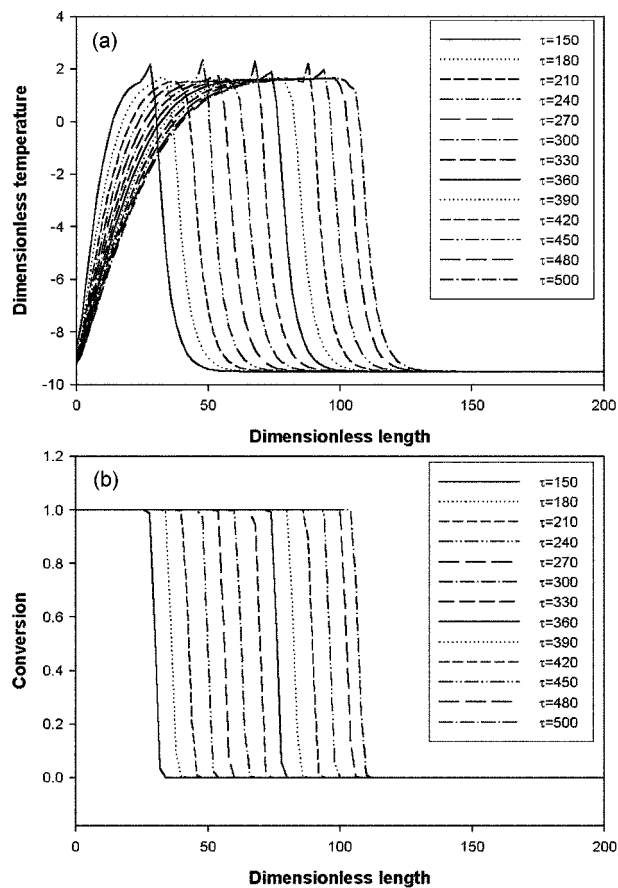 (a)
4
2
0
-2
-4
-6
-8
-10
Dimensionless temperature
τ=150
τ=180
τ=210
τ=240
τ=270
τ=300
τ=330
τ=360
τ=390
τ=420
τ=450
τ=480
τ=500
0
50
100
150
200
Dimensionless length
(b)
1.2
1.0
0.8
0.6
0.4
0.2
0.0
Conversion
τ=150
τ=180
τ=210
τ=240
τ=270
τ=300
τ=330
τ=360
τ=390
τ=420
τ=450
τ=480
τ=500
0
50
100
150
200
Dimensionless length